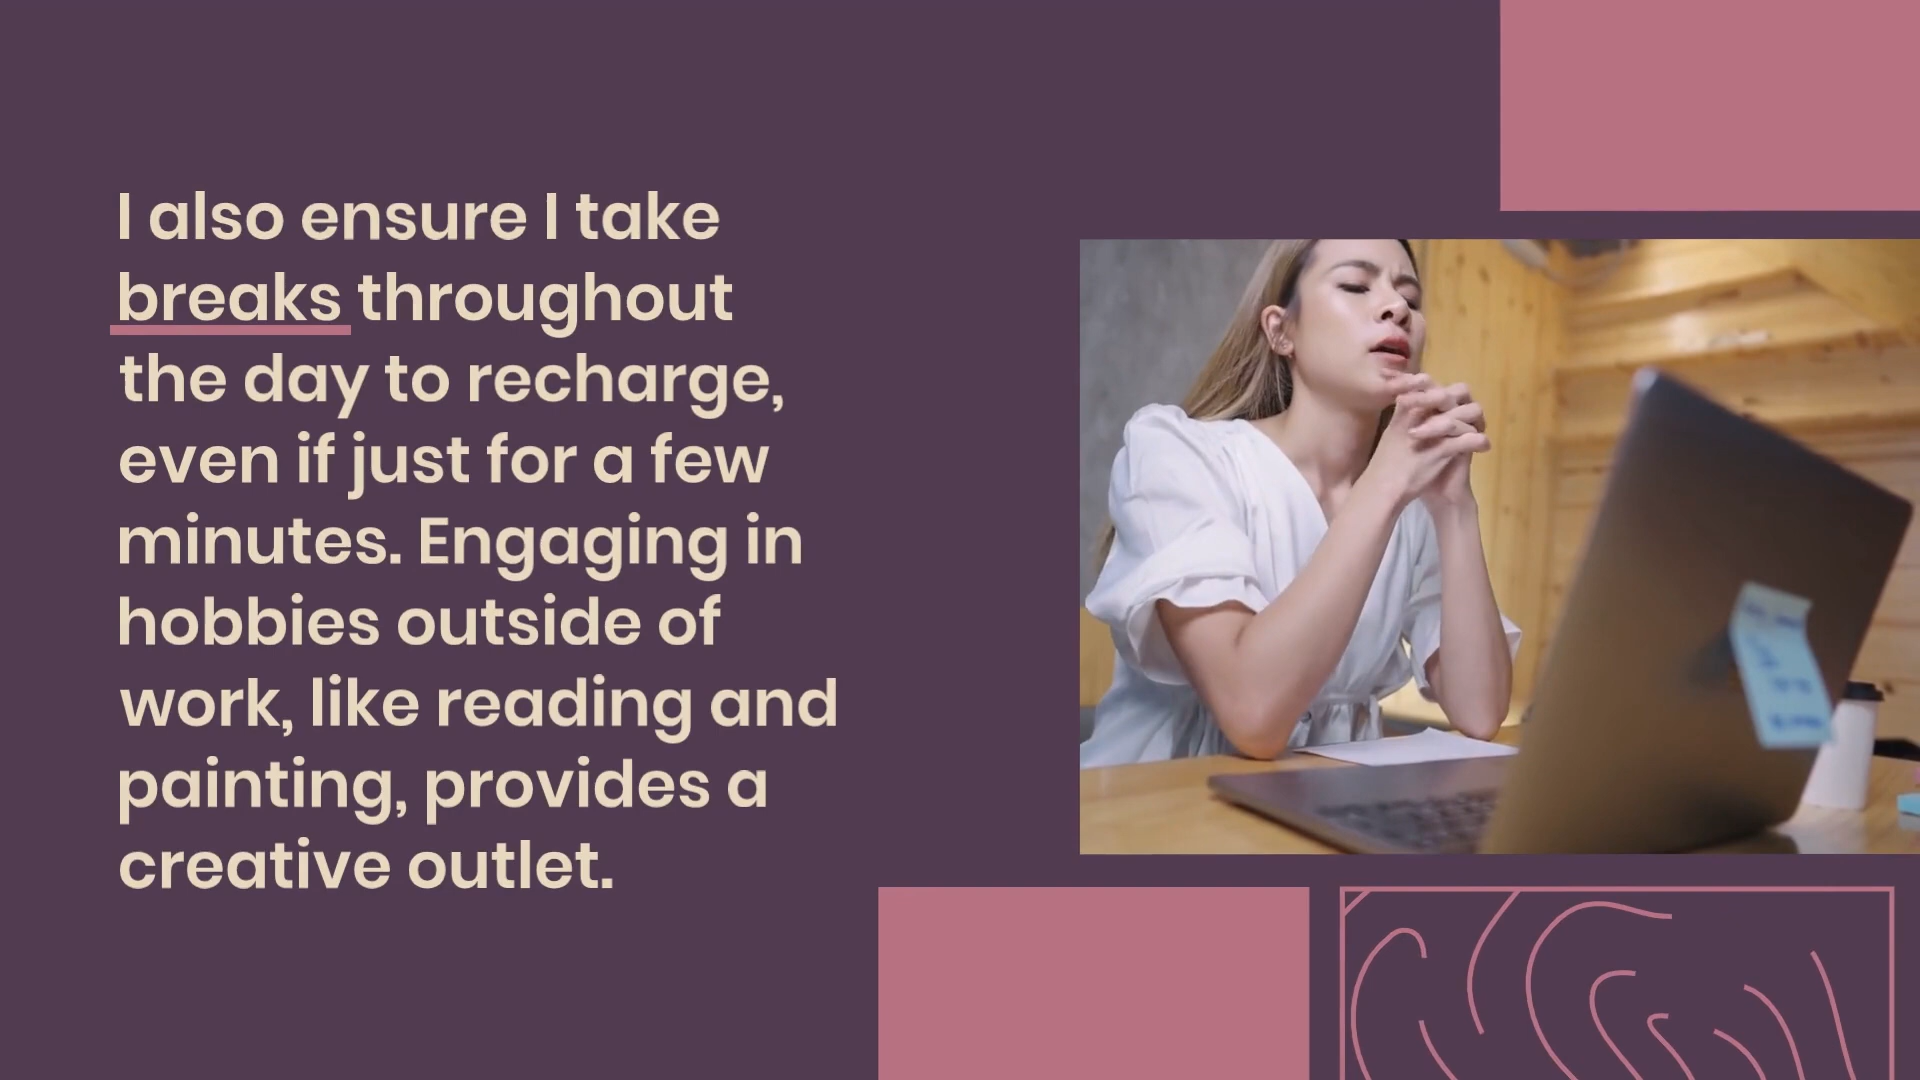 I also ensure I take
breaks throughout
the day to recharge,
even if just for a few
minutes. Engaging in
hobbies outside of
work, like reading and
painting, provides a
creative outlet.